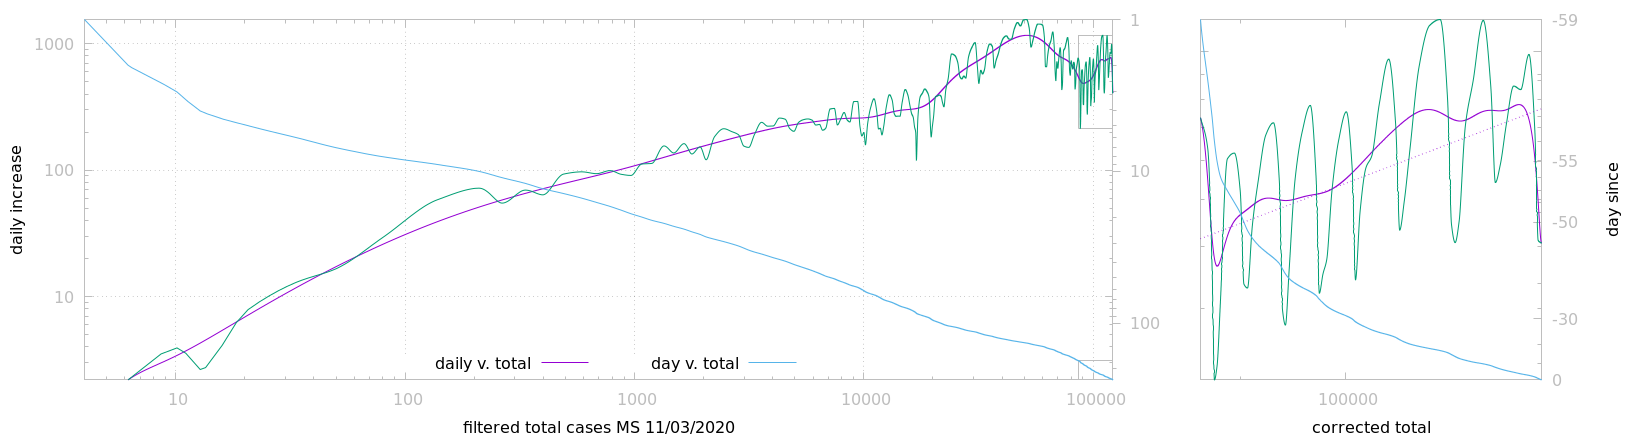 daily increase
1000
100
10
daily v. total
day v. total
10
100
1000
10000
100000
filtered total cases MS 11/03/2020
1
10
100
100000
corrected total
-59
-55
-50
-30
0
day since